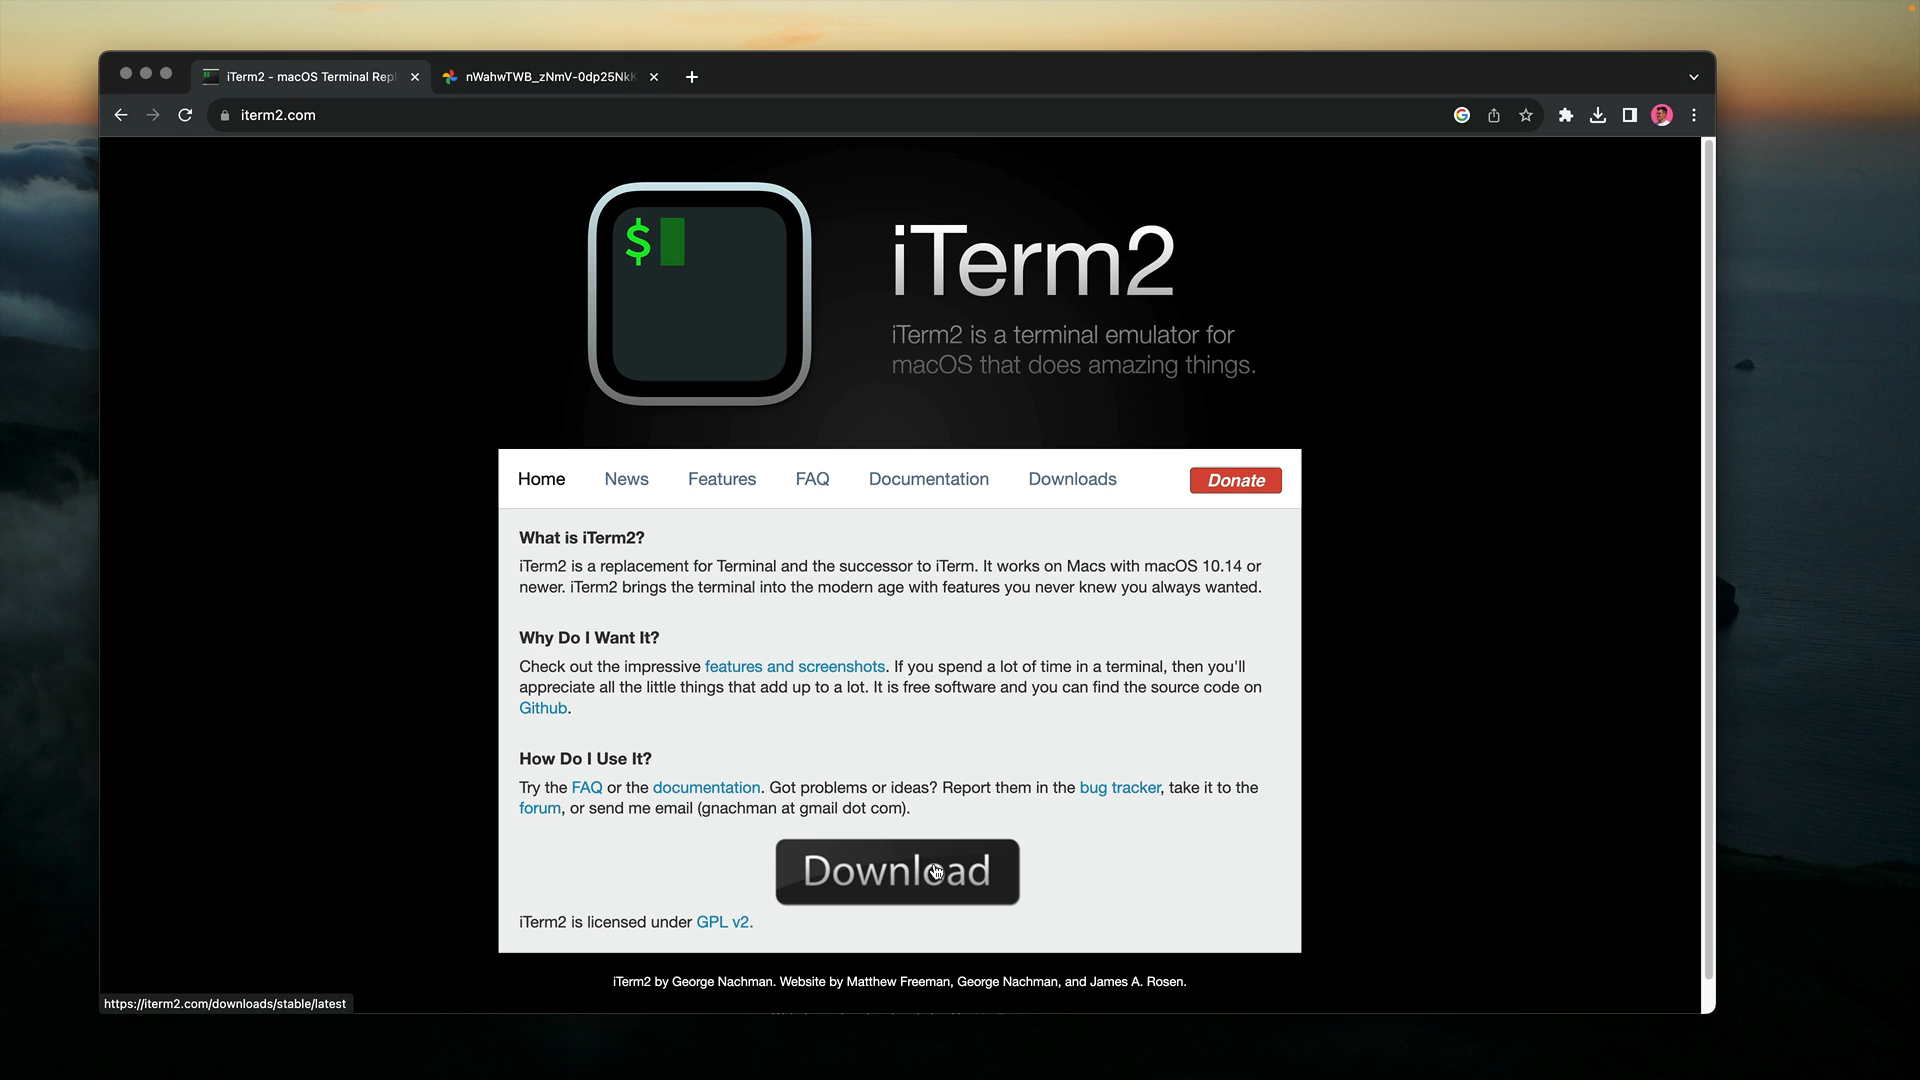 iTerm2 - macOS Terminal Repl
nWahwTWB_zNmV-0dp25NkK
iterm2.com
$
iTerm2
iTerm2 is a terminal emulator for
macOS that does amazing things.
Home News Features FAQ Documentation Downloads Donate
What is iTerm2?
iTerm2 is a replacement for Terminal and the successor to iTerm. It works on Macs with macOS 10.14 or
newer. iTerm2 brings the terminal into the modern age with features you never knew you always wanted.
Why Do I Want It?
Check out the impressive features and screenshots. If you spend a lot of time in a terminal, then you'll
appreciate all the little things that add up to a lot. It is free software and you can find the source code on
Github.
How Do I Use It?
Try the FAQ or the documentation. Got problems or ideas? Report them in the bug tracker, take it to the
forum, or send me email (gnachman at gmail dot com).
Download
iTerm2 is licensed under GPL v2.
iTerm2 by George Nachman. Website by Matthew Freeman, George Nachman, and James A. Rosen.
https://iterm2.com/downloads/stable/latest